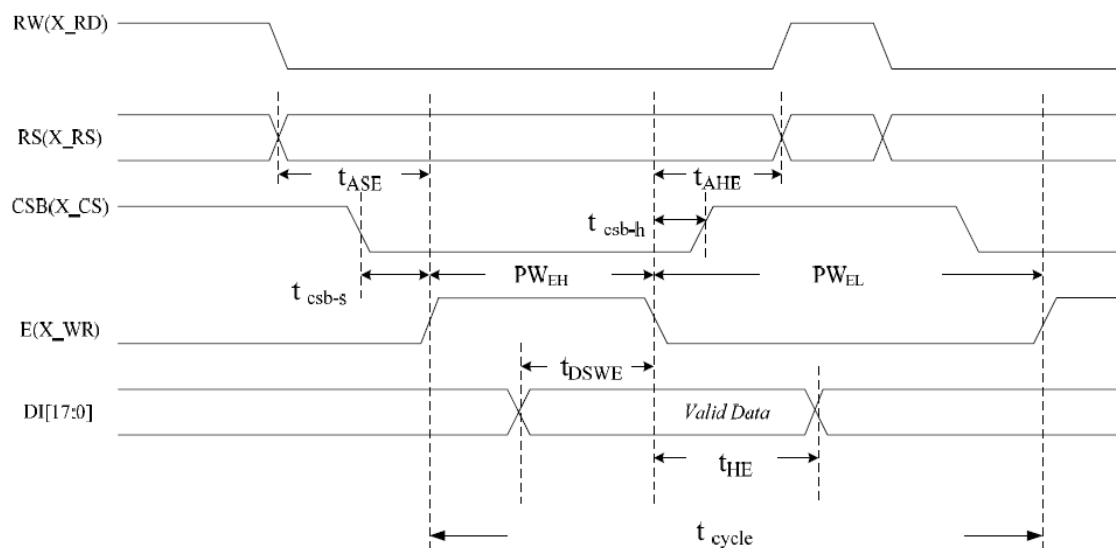 RW(X_RD)
RS(X_RS)
tASE
tAHE
CSB(X_CS)
t csb-h
t csb-s
PWEH
PWEL
E(X_WR)
tDSWE
DI[17:0]
Valid Data
tHE
t cycle